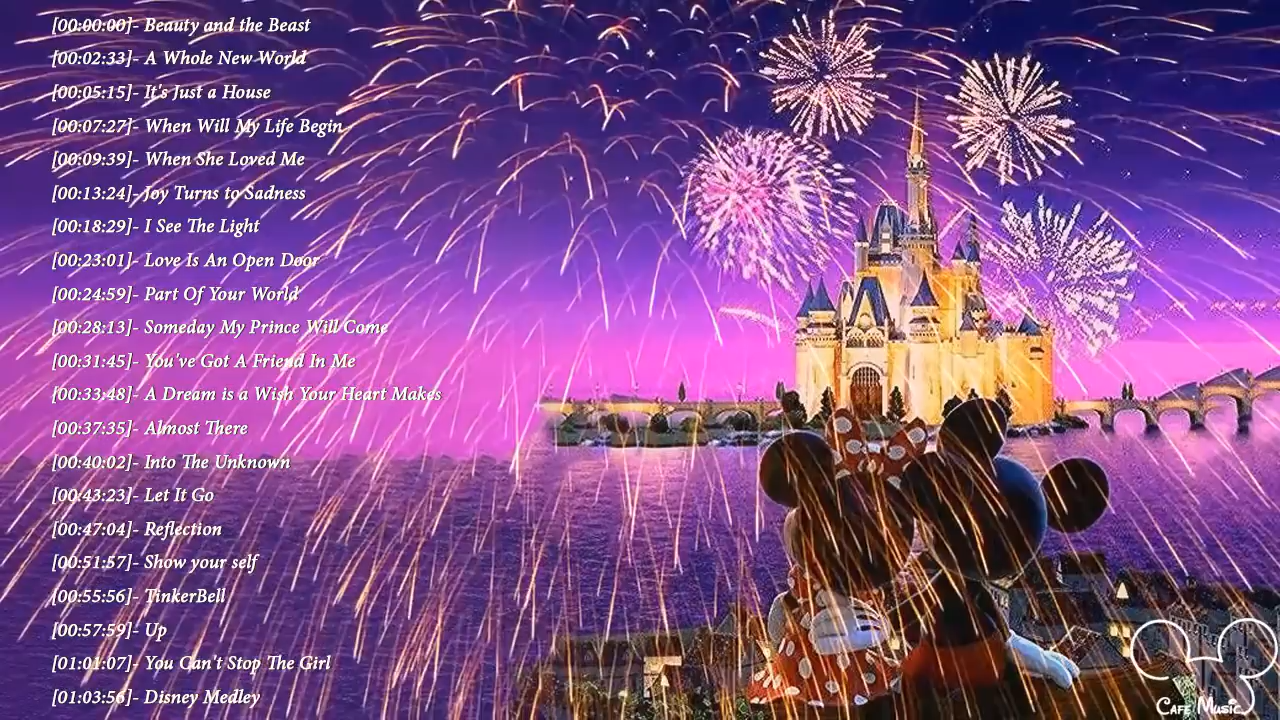 [00:00:00]- Beauty and the Beast
[00:02:33]- A Whole New World
[00:05:15]- It's Just a House
[00:07:27]- When Will My Life Begin
[00:09:39]- When She Loved Me
[00:13:24]- Joy Turns to Sadness
[00:18:29]- I See The Light
[00:23:01]- Love Is An Open Door
[00:24:59]- Part Of Your World
[00:28:13]- Someday My Prince Will Come
[00:31:45]- You've Got A Friend In Me
[00:33:48]- A Dream is a Wish Your Heart Makes
[00:37:35]- Almost There
[00:40:02]- Into The Unknown
[00:43:23]- Let It Go
[00:47:04]- Reflection
[00:51:57]- Show your self
[00:55:56]- TinkerBell
[00:57:59]- Up
[01:01:07]- You Can't Stop The Girl
[01:03:56]- Disney Medley
Cafe Music